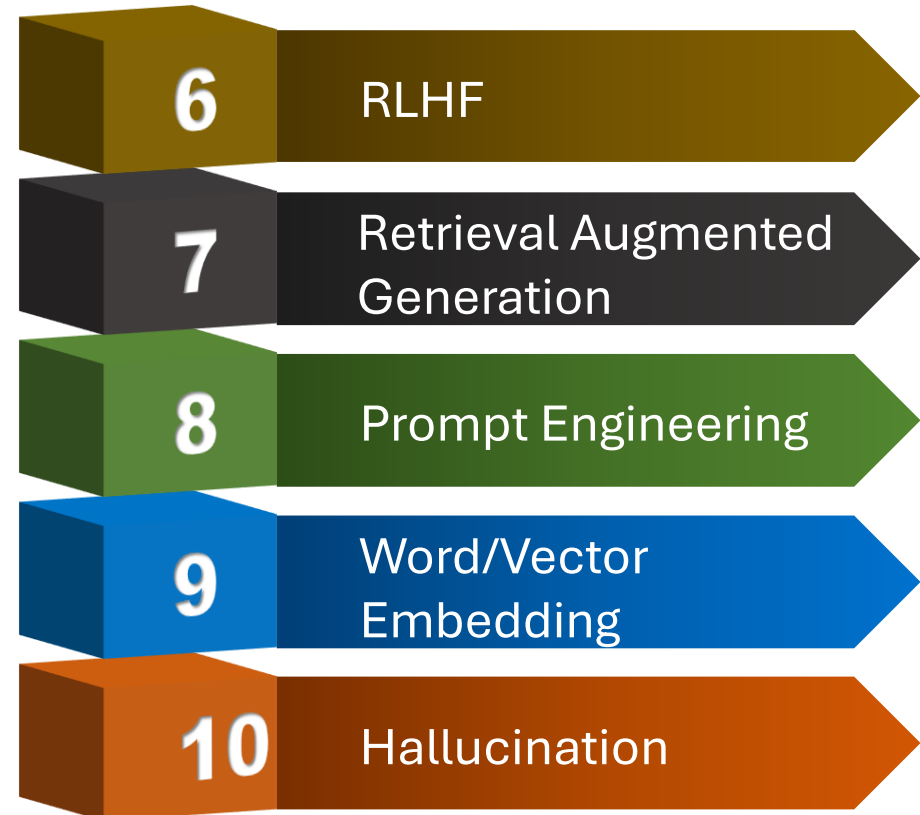 6
RLHF
7
Retrieval Augmented
Generation
8
Prompt Engineering
9
Word/Vector
Embedding
10
Hallucination